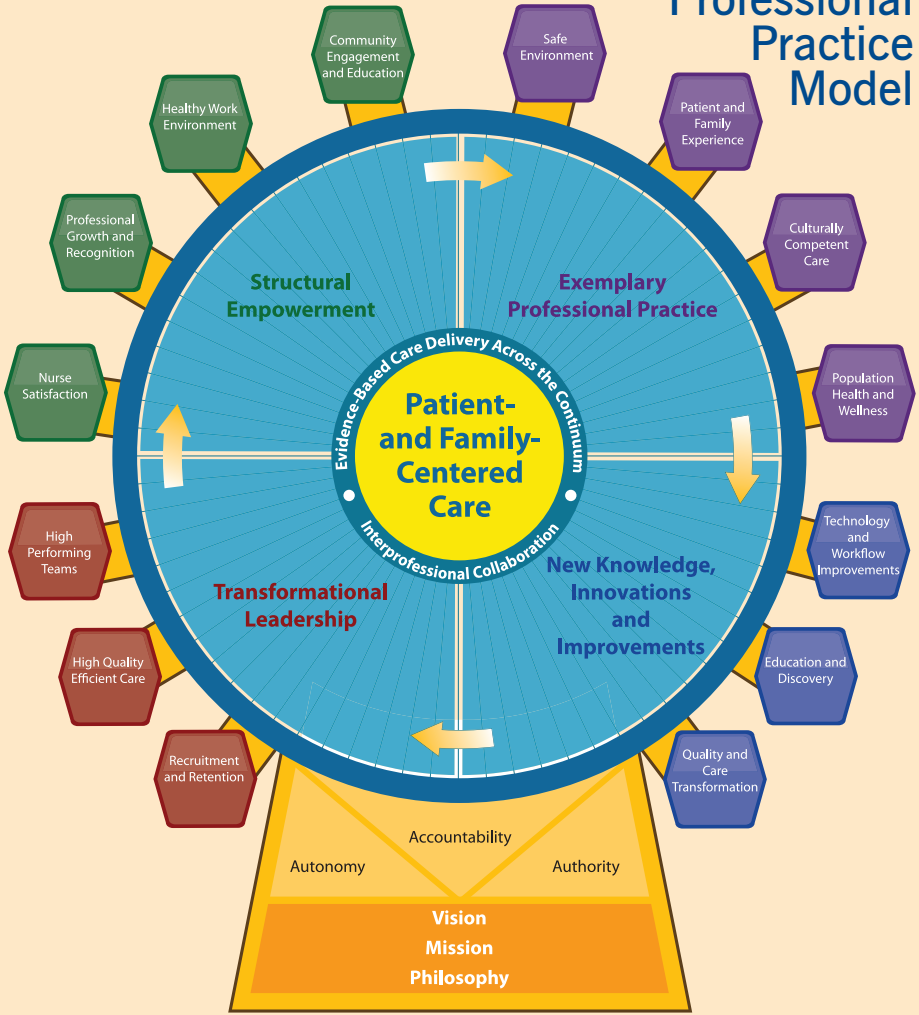 Professional
Practice
Model
Community
Engagement
and Education
Safe
Environment
Healthy Work
Environment
Patient and
Family
Experience
Professional
Growth and
Recognition
Culturally
Competent
Care
Nurse
Satisfaction
Population
Health and
Wellness
High
Performing
Teams
Technology
and
Workflow
Improvements
High Quality
Efficient Care
Education and
Discovery
Recruitment
and Retention
Quality and
Care
Transformation
Structural
Empowerment
Exemplary
Professional Practice
Evidence-Based Care Delivery Across the Continuum
Patient-
and Family-
Centered
Care
Interprofessional Collaboration
Transformational
Leadership
New Knowledge,
Innovations
and
Improvements
Autonomy
Accountability
Authority
Vision
Mission
Philosophy